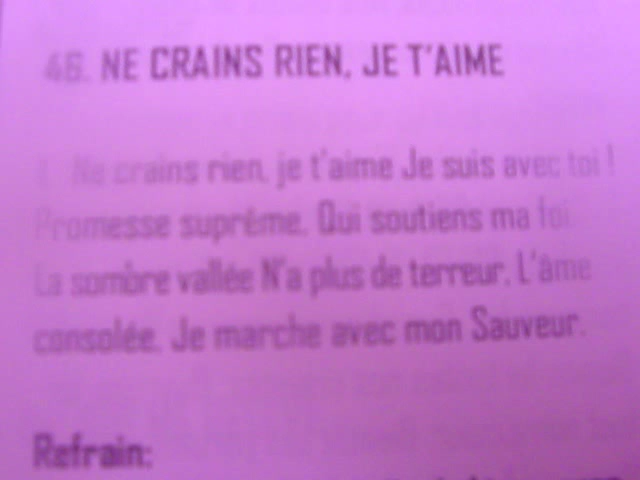 46. NE CRAINS RIEN, JE T'AIME
1. Ne crains rien, je t'aime Je suis avec toi !
Promesse suprême, Qui soutiens ma foi
La sombre vallée N'a plus de terreur, L'âme
consolée, Je marche avec mon Sauveur.
Refrain: